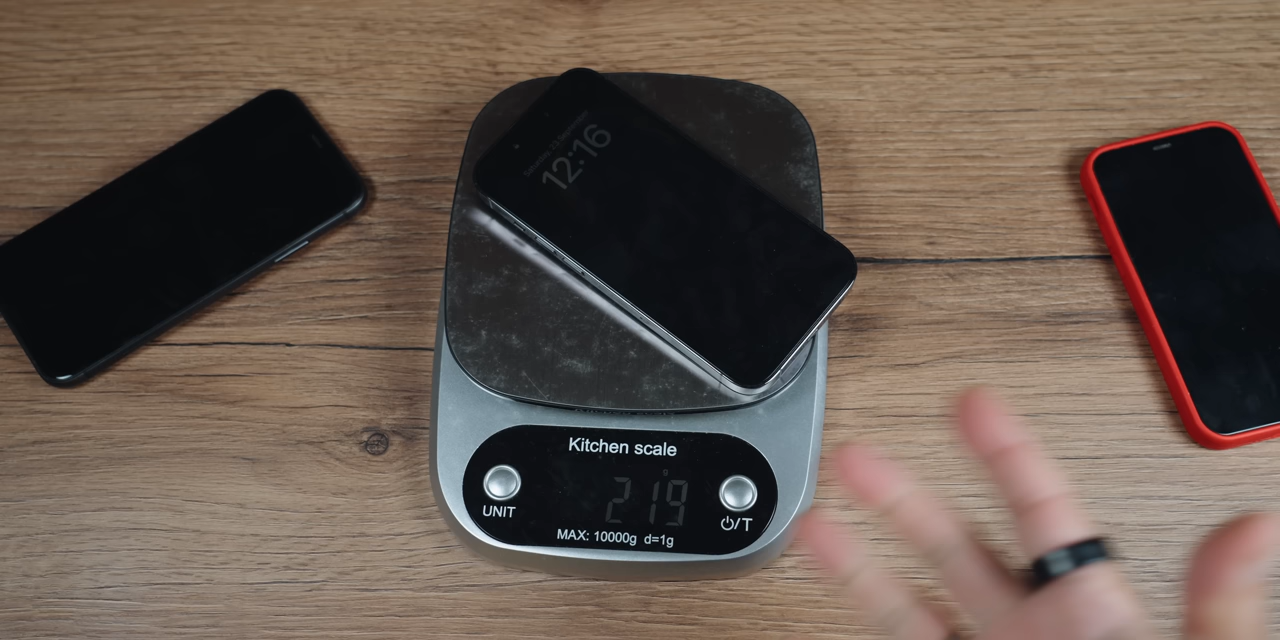 12:16
Kitchen scale
g
219
UNIT
⏻/T
MAX: 10000g d=1g